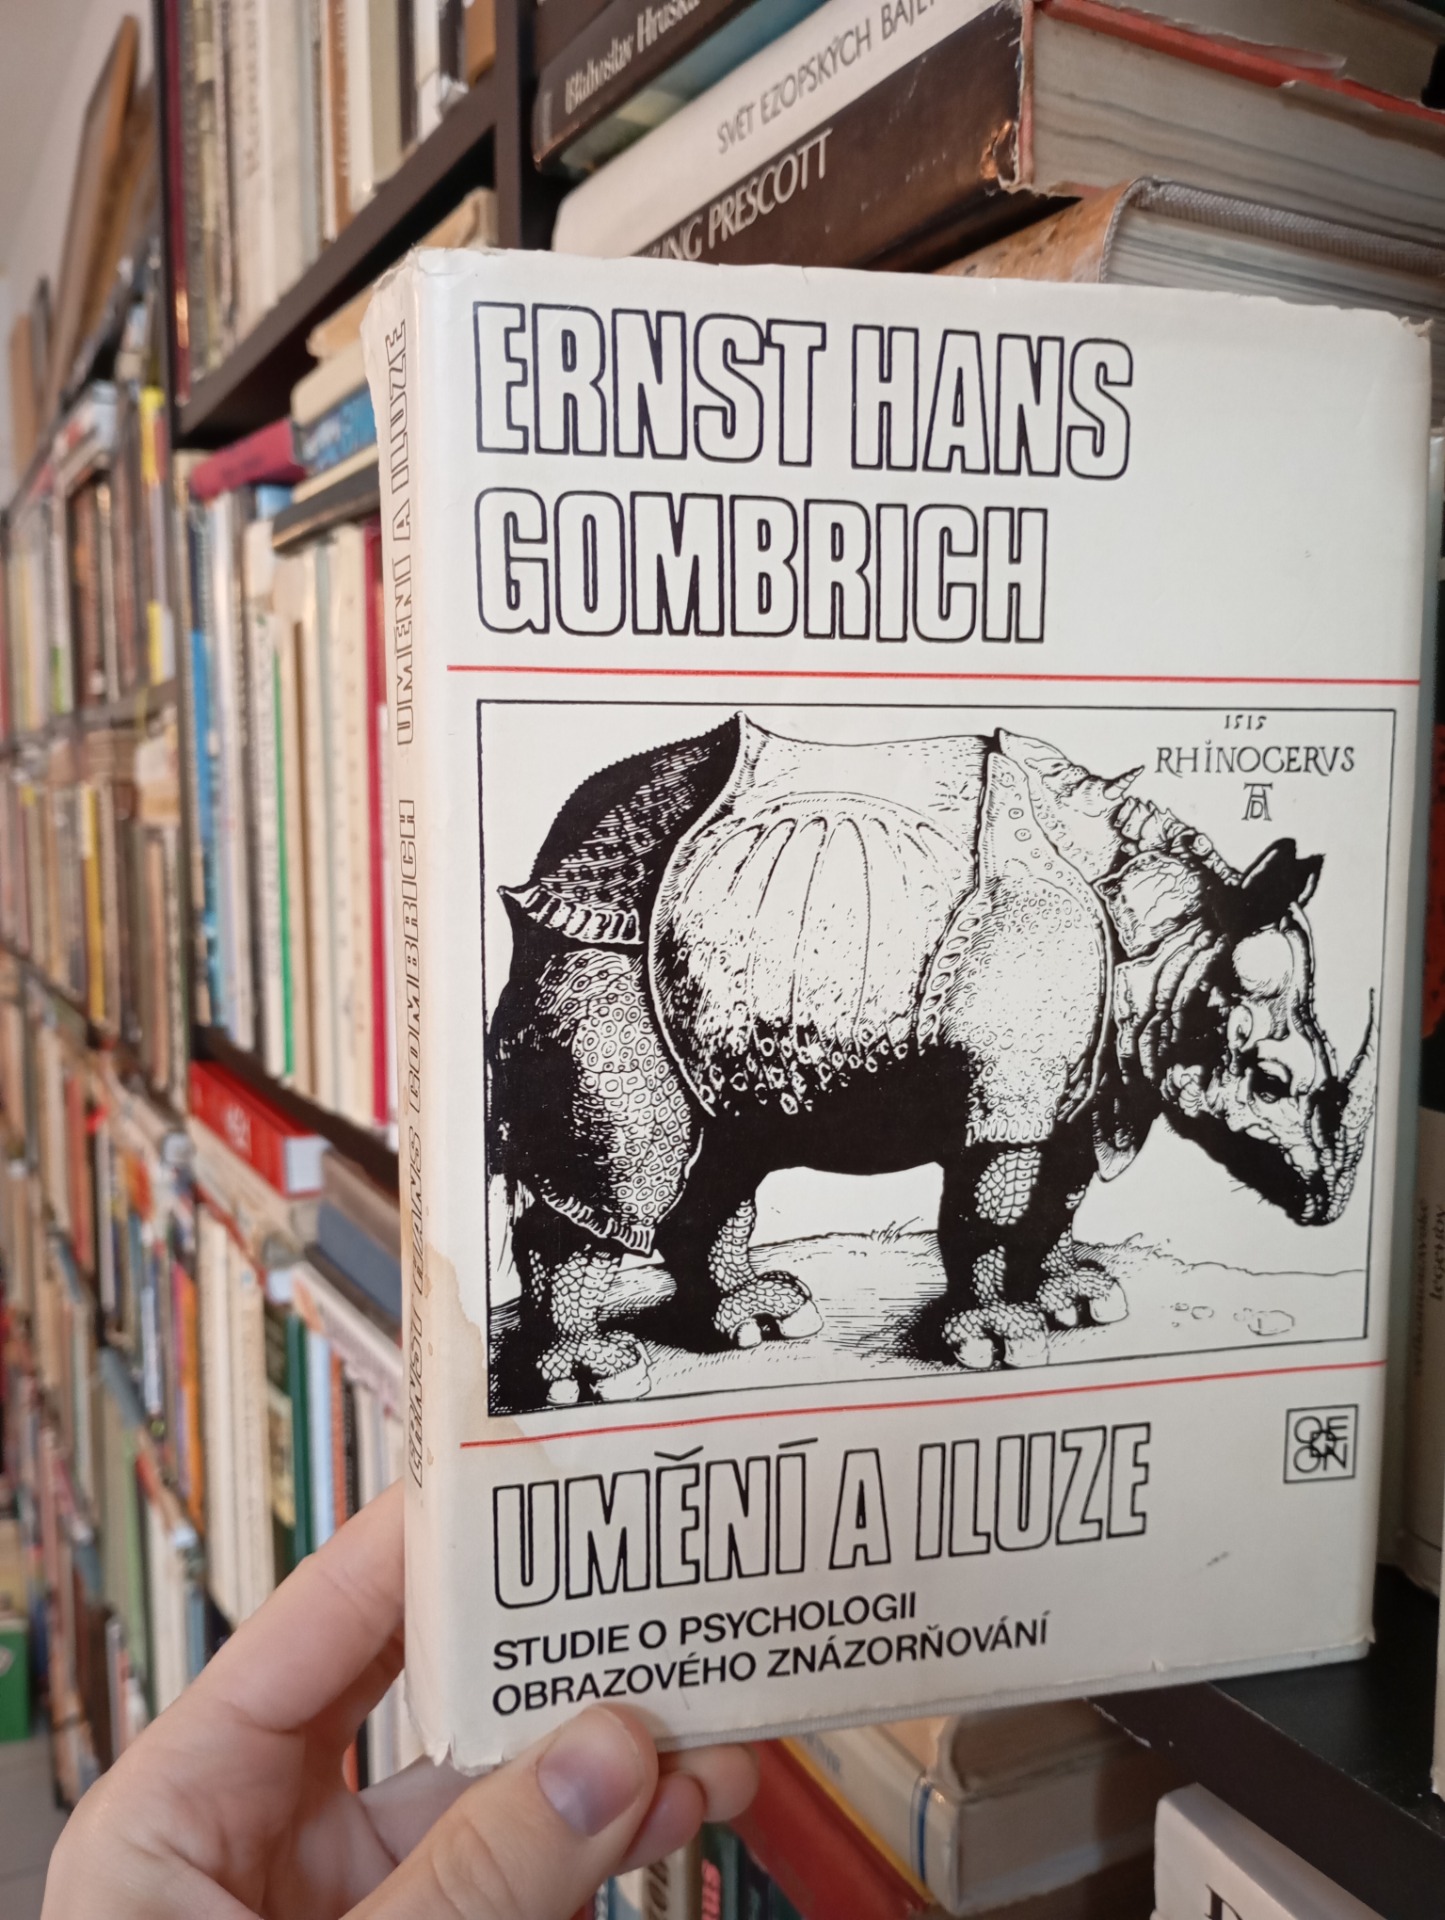 SVĚT EZOPSKÝCH BAJEK
PRESCOTT
ERNST HANS
GOMBRICH
1515
RHINOCERVS
AD
ODEON
UMĚNÍ A ILUZE
STUDIE O PSYCHOLOGII
OBRAZOVÉHO ZNÁZORŇOVÁNÍ
ERNST HANS GOMBRICH UMĚNÍ A ILUZE